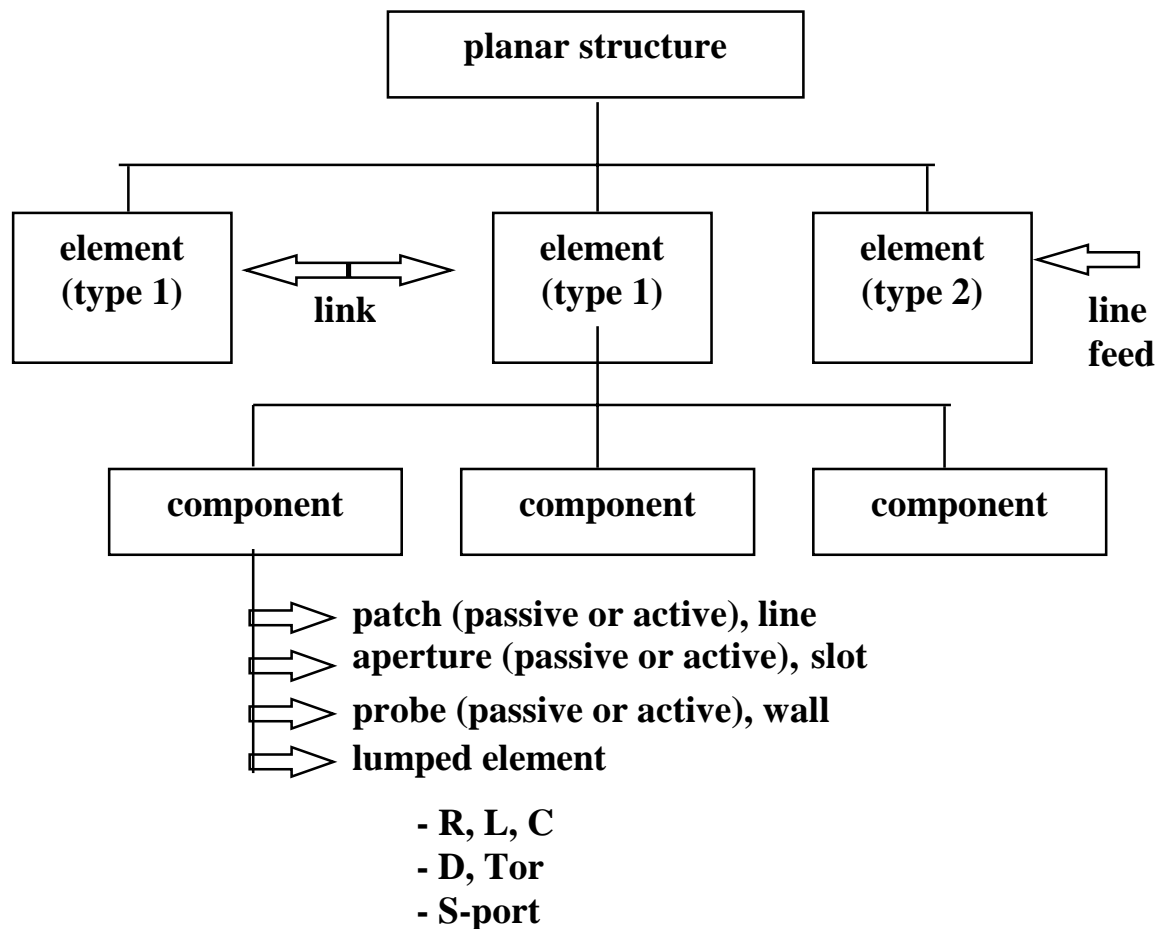 planar structure
element
(type 1)
link
element
(type 1)
element
(type 2)
line
feed
component
component
component
patch (passive or active), line
aperture (passive or active), slot
probe (passive or active), wall
lumped element
- R, L, C
- D, Tor
- S-port